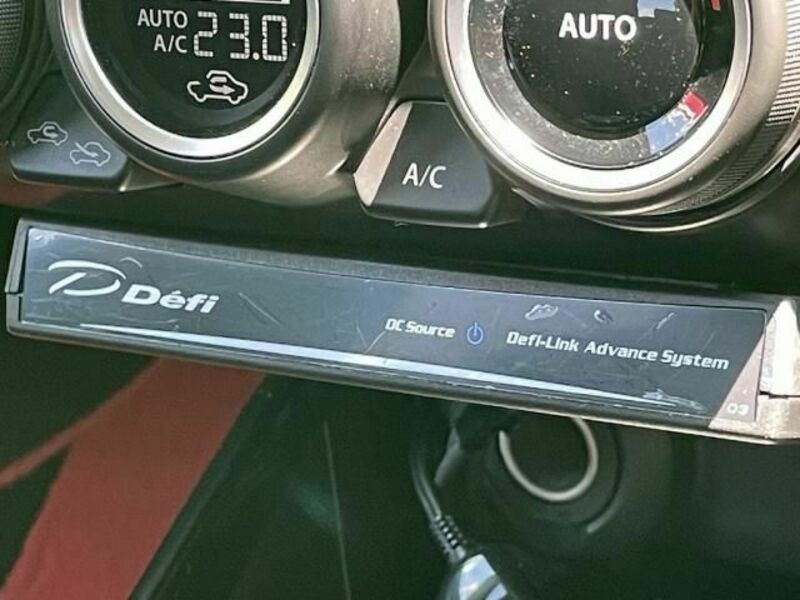 AUTO
A/C 23.0
AUTO
A/C
Défi
DC Source
Defi-Link Advance System
03